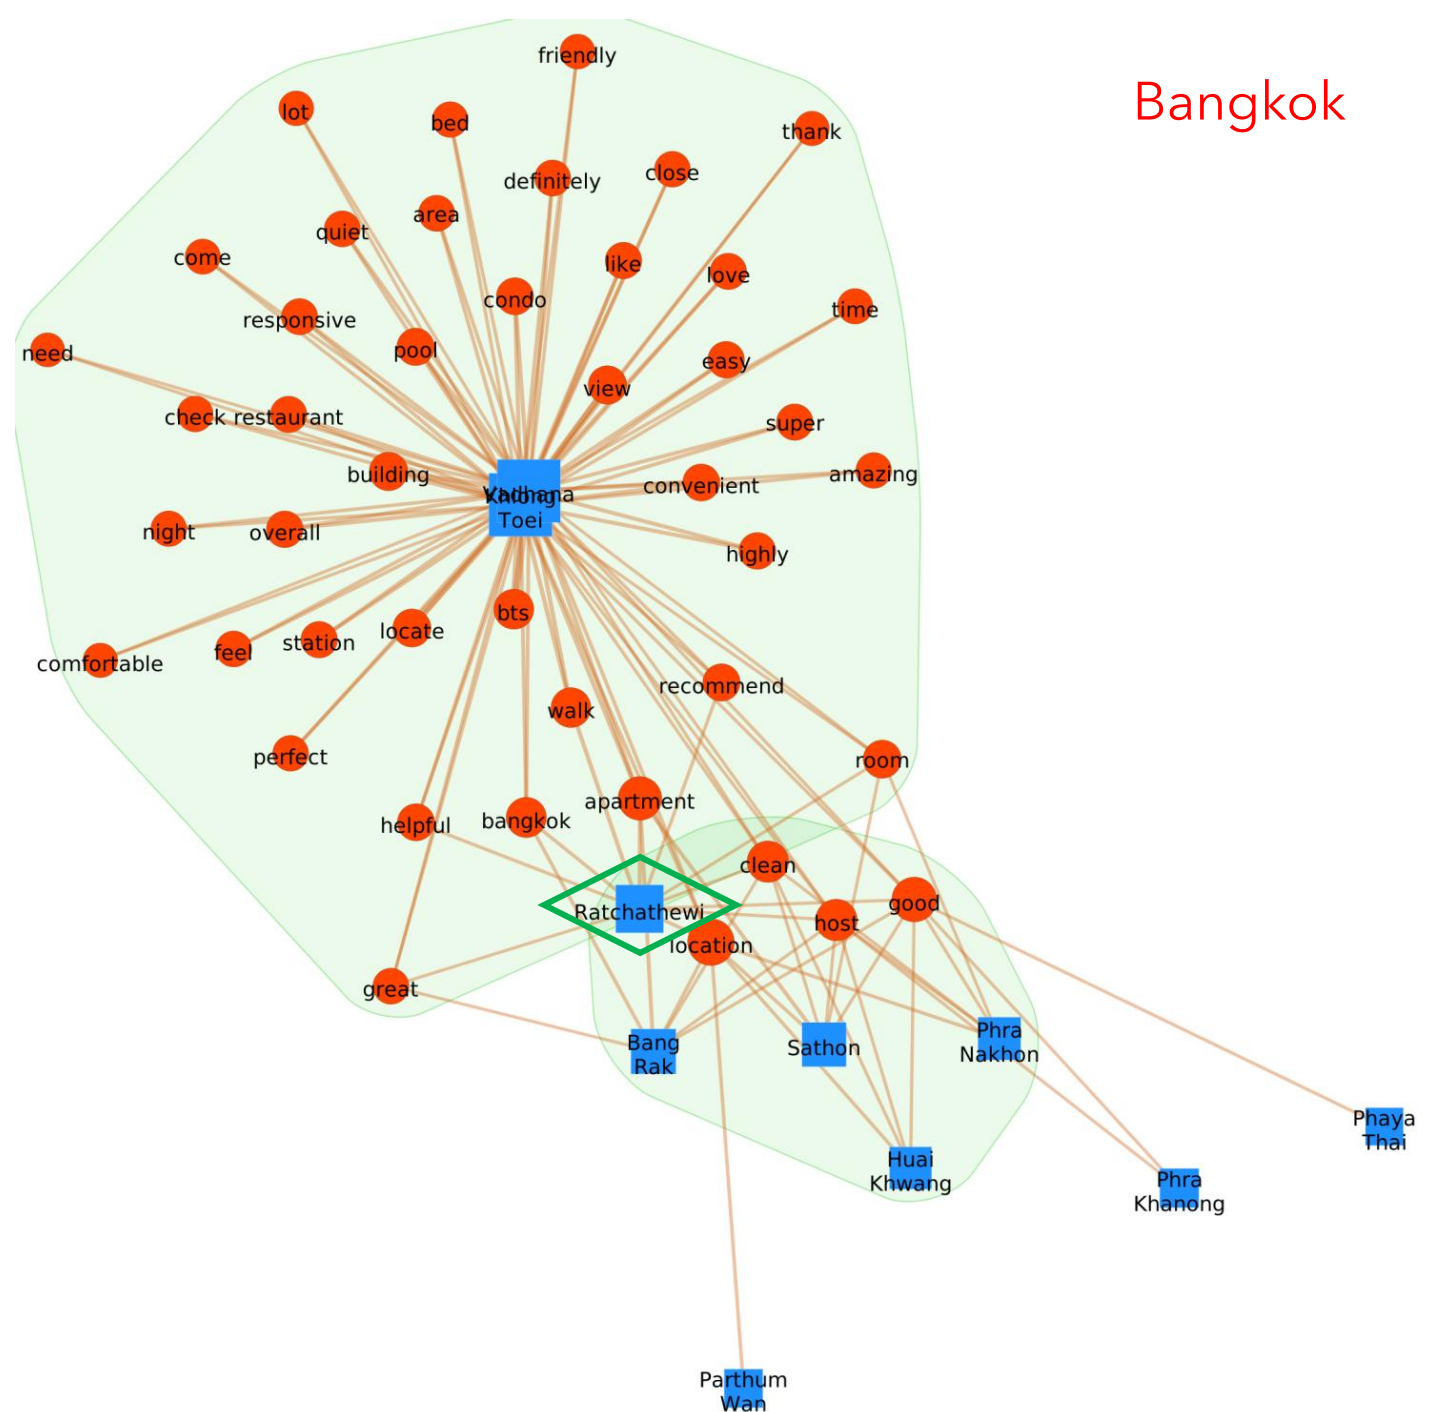 friendly
Bangkok
lot
bed
thank
close
definitely
area
quiet
come
like
love
condo
time
responsive
pool
need
easy
view
check
restaurant
super
building
amazing
convenient
Vadhana
Khlong
Toei
night
overall
highly
bts
locate
station
feel
comfortable
recommend
walk
perfect
room
apartment
bangkok
helpful
clean
good
Ratchathewi
host
location
great
Bang
Rak
Sathon
Phra
Nakhon
Phaya
Thai
Huai
Khwang
Phra
Khanong
Parthum
Wan